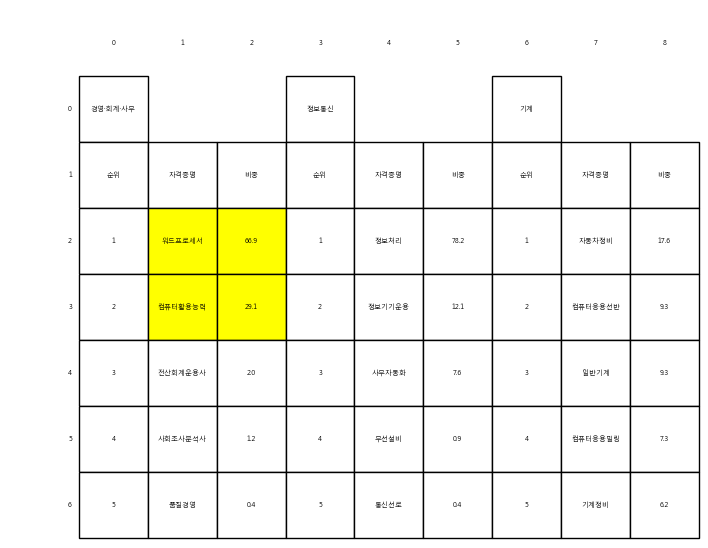 0 1 2 3 4 5 6 7 8
0 경영·회계·사무 정보통신 기계
1 순위 자격증명 비중 순위 자격증명 비중 순위 자격증명 비중
2 1 워드프로세서 66.9 1 정보처리 78.2 1 자동차정비 17.6
3 2 컴퓨터활용능력 29.1 2 정보기기운용 12.1 2 컴퓨터응용선반 9.3
4 3 전산회계운용사 2.0 3 사무자동화 7.6 3 일반기계 9.3
5 4 사회조사분석사 1.2 4 무선설비 0.9 4 컴퓨터응용밀링 7.3
6 5 품질경영 0.4 5 통신선로 0.4 5 기계정비 6.2